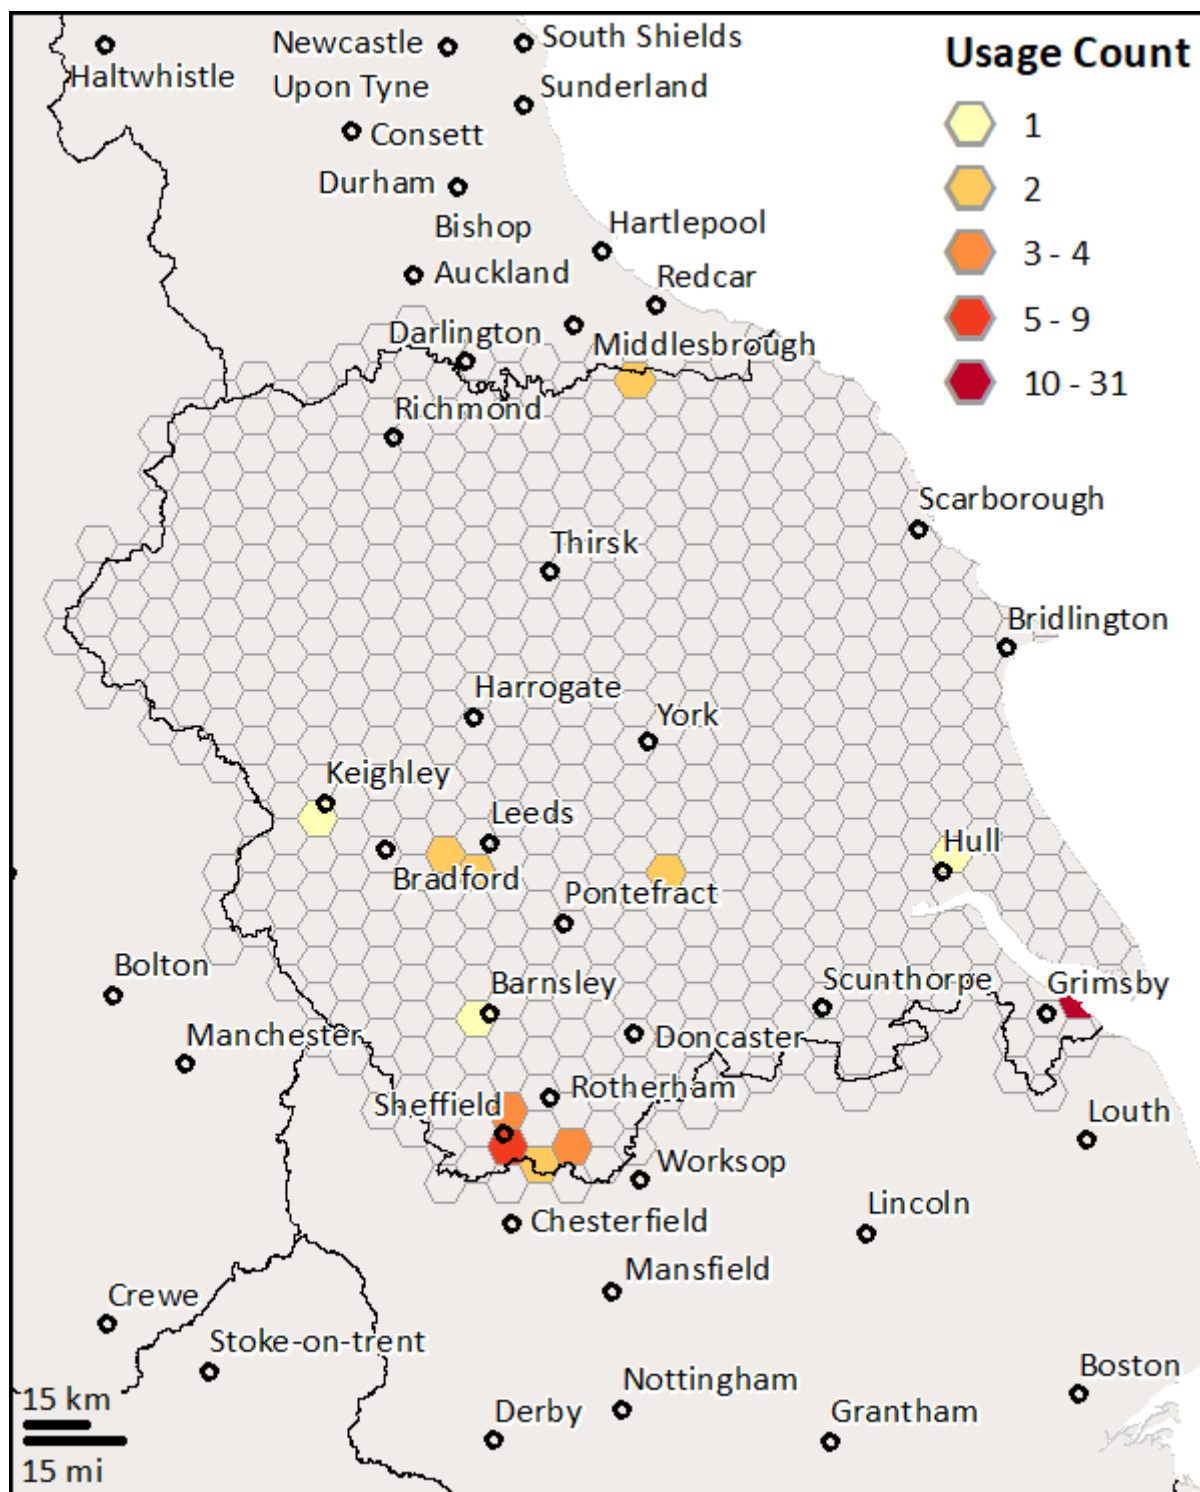 Haltwhistle
Newcastle
Upon Tyne
South Shields
Sunderland
Consett
Durham
Bishop
Auckland
Hartlepool
Redcar
Darlington
Middlesbrough
Richmond
Usage Count
1
2
3 - 4
5 - 9
10 - 31
Scarborough
Thirsk
Bridlington
Harrogate
York
Keighley
Leeds
Hull
Bradford
Pontefract
Bolton
Barnsley
Scunthorpe
Grimsby
Manchester
Doncaster
Rotherham
Sheffield
Louth
Worksop
Lincoln
Chesterfield
Mansfield
Crewe
Stoke-on-trent
Nottingham
Boston
Derby
Grantham
15 km
15 mi